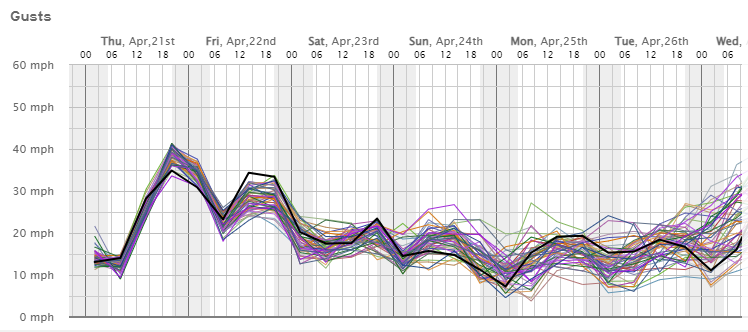 Gusts
Thu, Apr,21st Fri, Apr,22nd Sat, Apr,23rd Sun, Apr,24th Mon, Apr,25th Tue, Apr,26th Wed,
00 06 12 18 00 06 12 18 00 06 12 18 00 06 12 18 00 06 12 18 00 06 12 18 00 06
60 mph
50 mph
40 mph
30 mph
20 mph
10 mph
0 mph